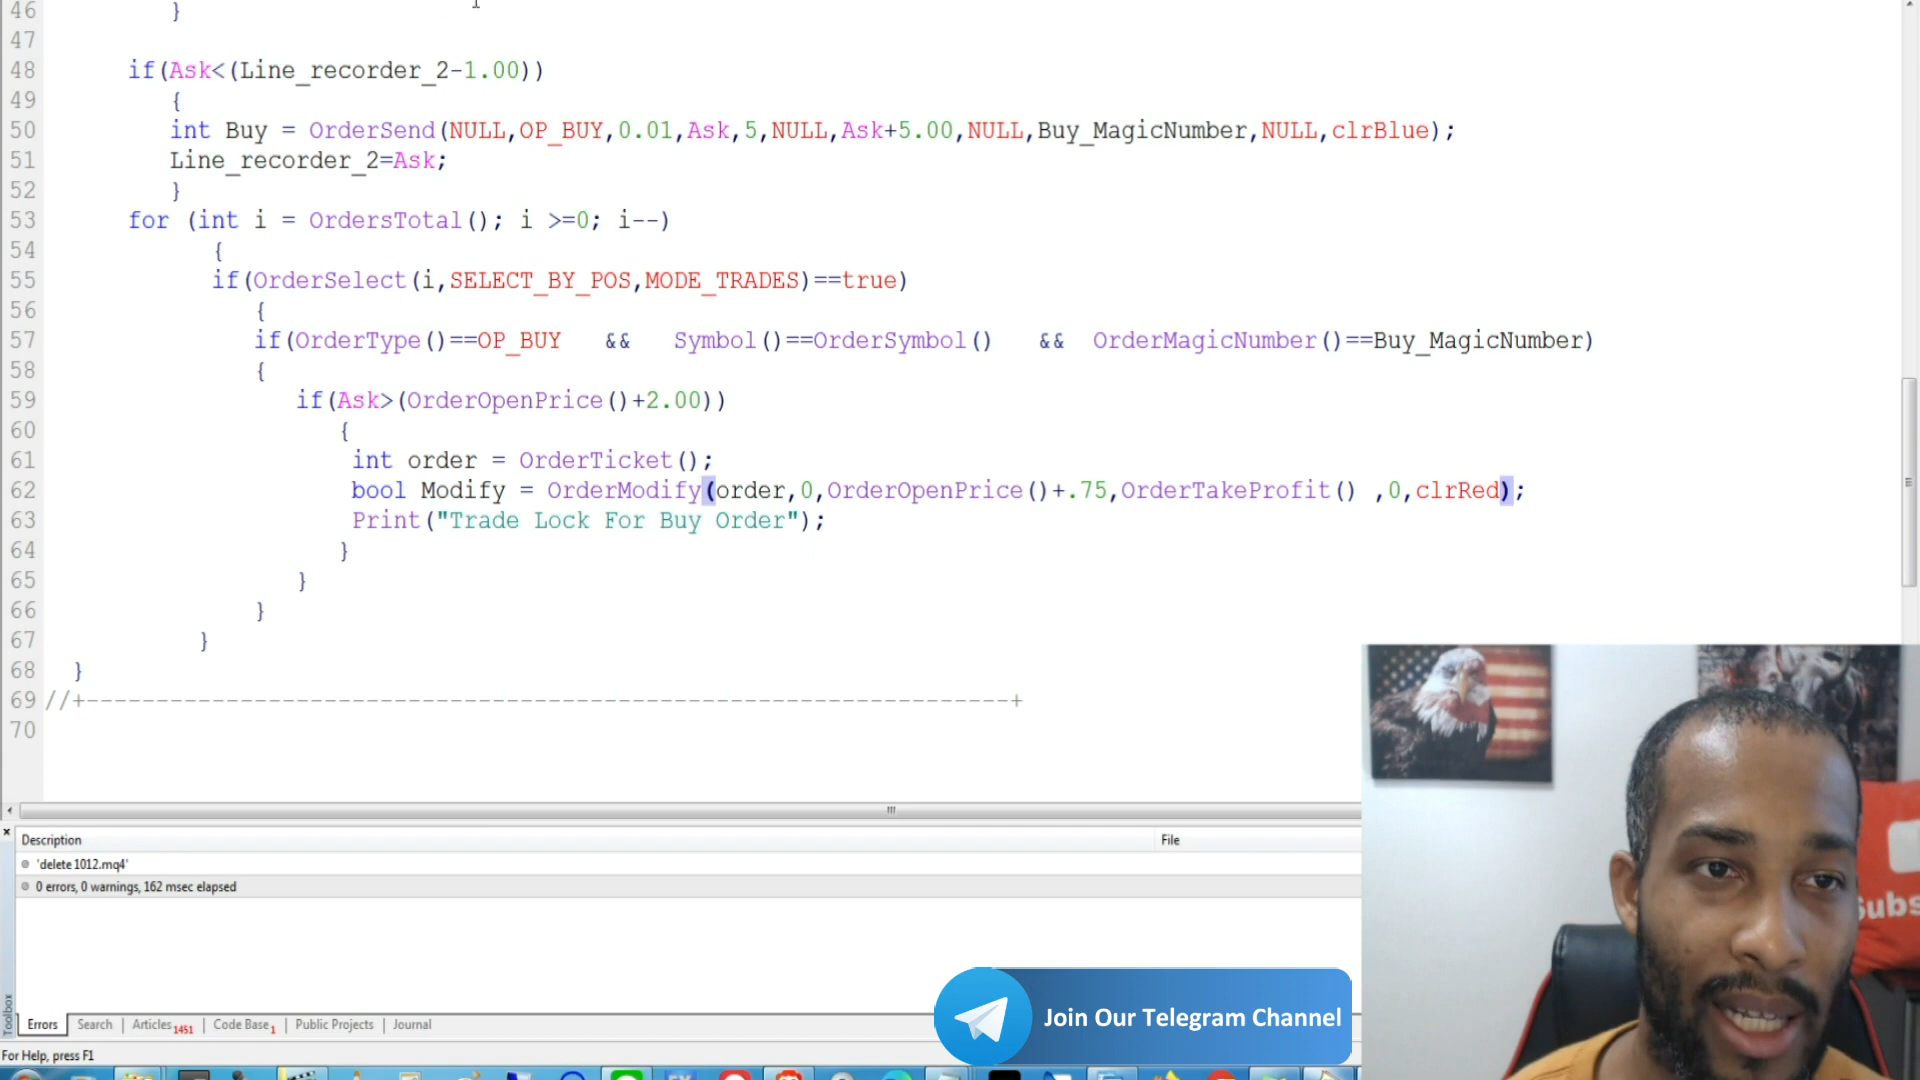 46 }
47
48 if(Ask<(Line_recorder_2-1.00))
49 {
50 int Buy = OrderSend(NULL,OP_BUY,0.01,Ask,5,NULL,Ask+5.00,NULL,Buy_MagicNumber,NULL,clrBlue);
51 Line_recorder_2=Ask;
52 }
53 for (int i = OrdersTotal(); i >=0; i--)
54 {
55 if(OrderSelect(i,SELECT_BY_POS,MODE_TRADES)==true)
56 {
57 if(OrderType()==OP_BUY && Symbol()==OrderSymbol() && OrderMagicNumber()==Buy_MagicNumber)
58 {
59 if(Ask>(OrderOpenPrice()+2.00))
60 {
61 int order = OrderTicket();
62 bool Modify = OrderModify(order,0,OrderOpenPrice()+.75,OrderTakeProfit() ,0,clrRed);
63 Print("Trade Lock For Buy Order");
64 }
65 }
66 }
67 }
68 }
69 //+------------------------------------------------------------------+
70
Description File
'delete 1012.mq4'
0 errors, 0 warnings, 162 msec elapsed
Toolbox
Errors | Search | Articles 1451 | Code Base 1 | Public Projects | Journal
For Help, press F1
Join Our Telegram Channel
Subs